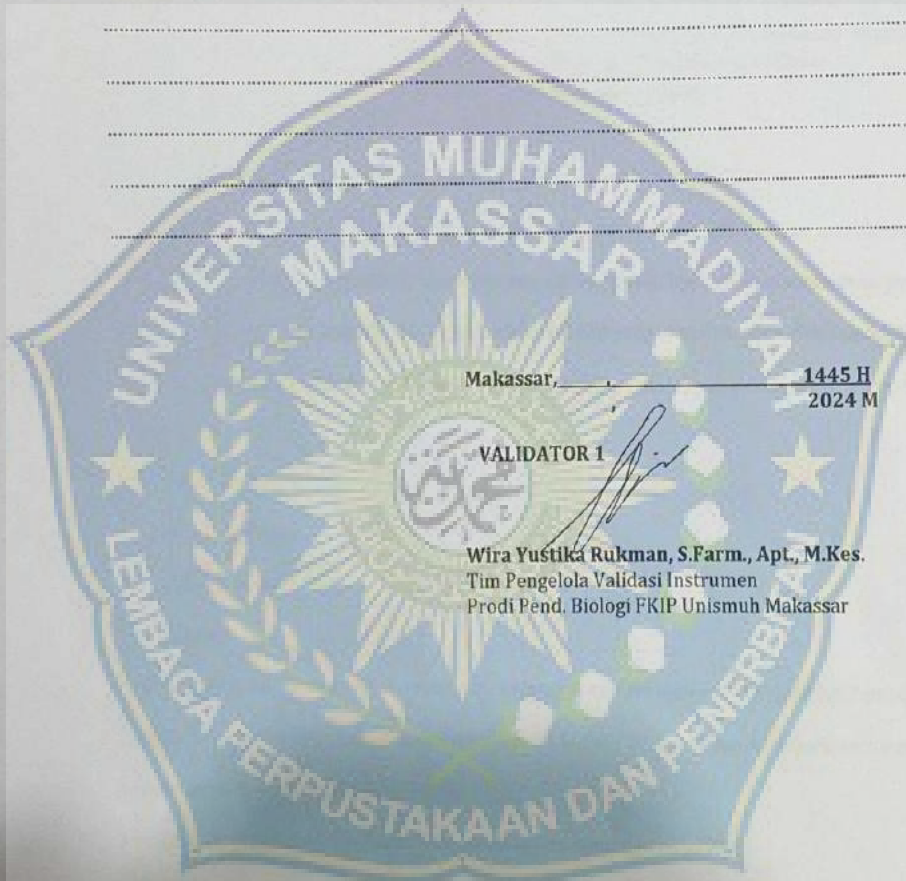 UNIVERSITAS MUHAMMADIYAH
MAKASSAR
Makassar, 1445 H
2024 M
VALIDATOR 1
محمد
Wira Yustika Rukman, S.Farm., Apt., M.Kes.
Tim Pengelola Validasi Instrumen
Prodi Pend. Biologi FKIP Unismuh Makassar
LEMBAGA PERPUSTAKAAN DAN PENERBITAN